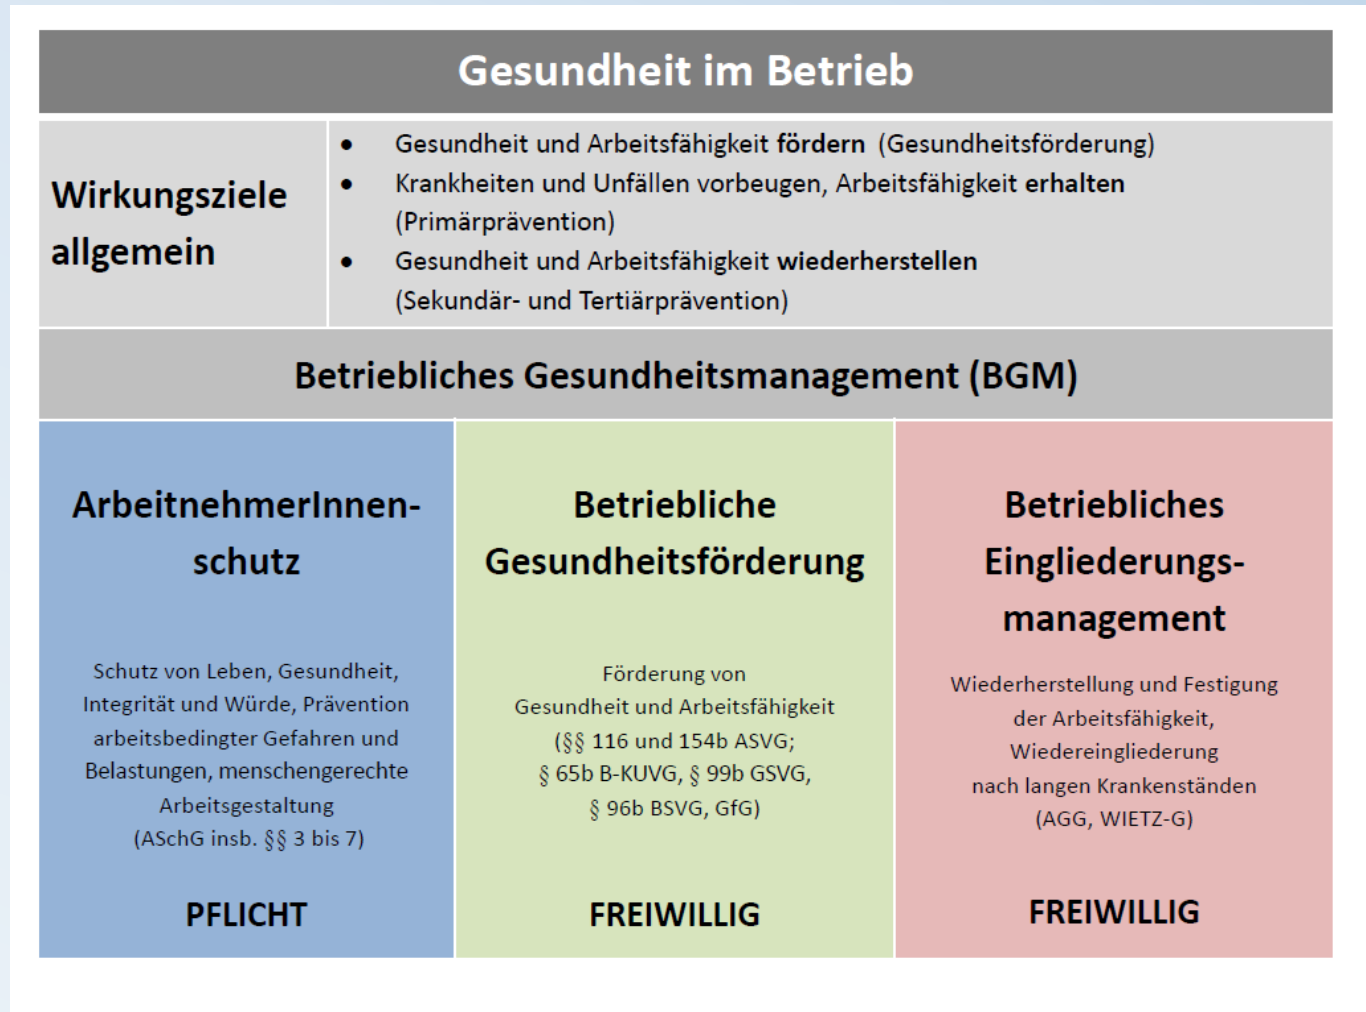 Gesundheit im Betrieb
Wirkungsziele
allgemein
• Gesundheit und Arbeitsfähigkeit fördern (Gesundheitsförderung)
• Krankheiten und Unfällen vorbeugen, Arbeitsfähigkeit erhalten
(Primärprävention)
• Gesundheit und Arbeitsfähigkeit wiederherstellen
(Sekundär- und Tertiärprävention)
Betriebliches Gesundheitsmanagement (BGM)
ArbeitnehmerInnen-
schutz
Schutz von Leben, Gesundheit,
Integrität und Würde, Prävention
arbeitsbedingter Gefahren und
Belastungen, menschengerechte
Arbeitsgestaltung
(ASchG insb. §§ 3 bis 7)
PFLICHT
Betriebliche
Gesundheitsförderung
Förderung von
Gesundheit und Arbeitsfähigkeit
(§§ 116 und 154b ASVG;
§ 65b B-KUVG, § 99b GSVG,
§ 96b BSVG, GfG)
FREIWILLIG
Betriebliches
Eingliederungs-
management
Wiederherstellung und Festigung
der Arbeitsfähigkeit,
Wiedereingliederung
nach langen Krankenständen
(AGG, WIETZ-G)
FREIWILLIG